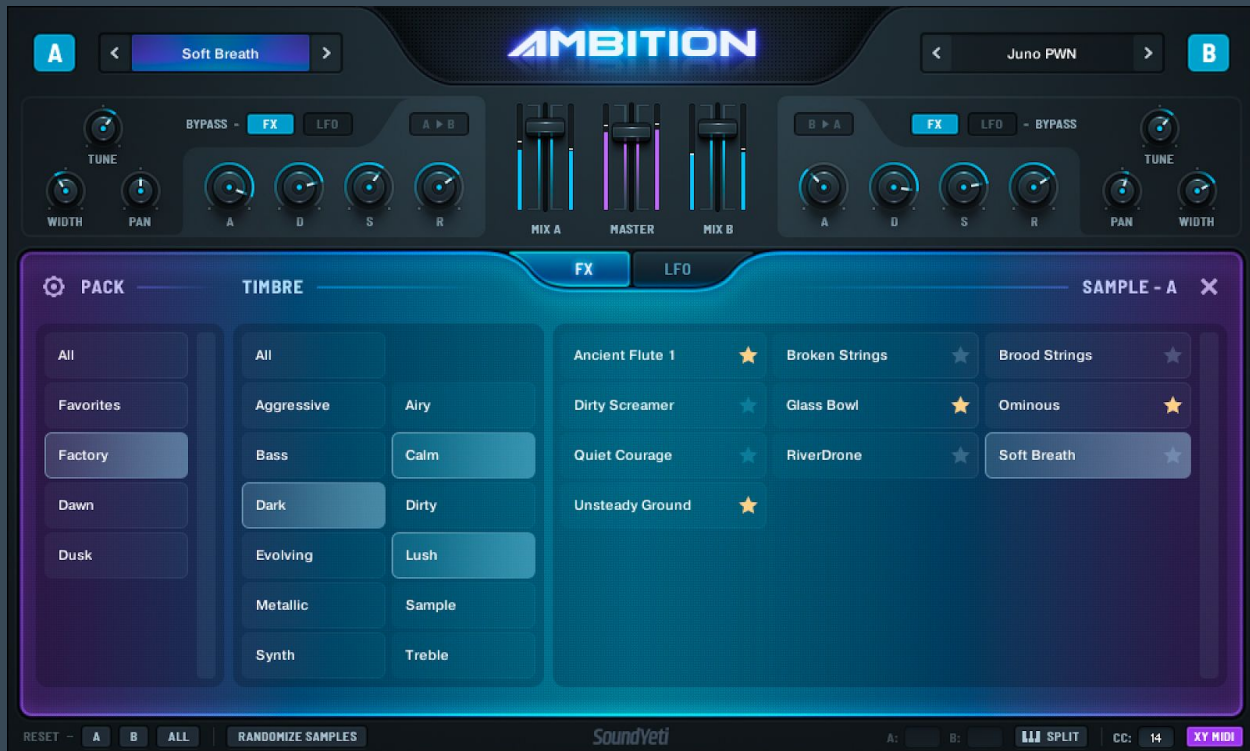 A
<
Soft Breath
>
AMBITION
<
Juno PWN
>
B
TUNE
WIDTH
PAN
BYPASS -
FX
LFO
A ▶ B
A
D
S
R
MIX A
MASTER
MIX B
B ▶ A
FX
LFO
- BYPASS
A
D
S
R
TUNE
PAN
WIDTH
FX
LFO
PACK
TIMBRE
SAMPLE - A
All
Favorites
Factory
Dawn
Dusk
All
Aggressive
Airy
Bass
Calm
Dark
Dirty
Evolving
Lush
Metallic
Sample
Synth
Treble
Ancient Flute 1
Broken Strings
Brood Strings
Dirty Screamer
Glass Bowl
Ominous
Quiet Courage
RiverDrone
Soft Breath
Unsteady Ground
RESET -
A
B
ALL
RANDOMIZE SAMPLES
SoundYeti
A:
B:
SPLIT
CC:
14
XY MIDI